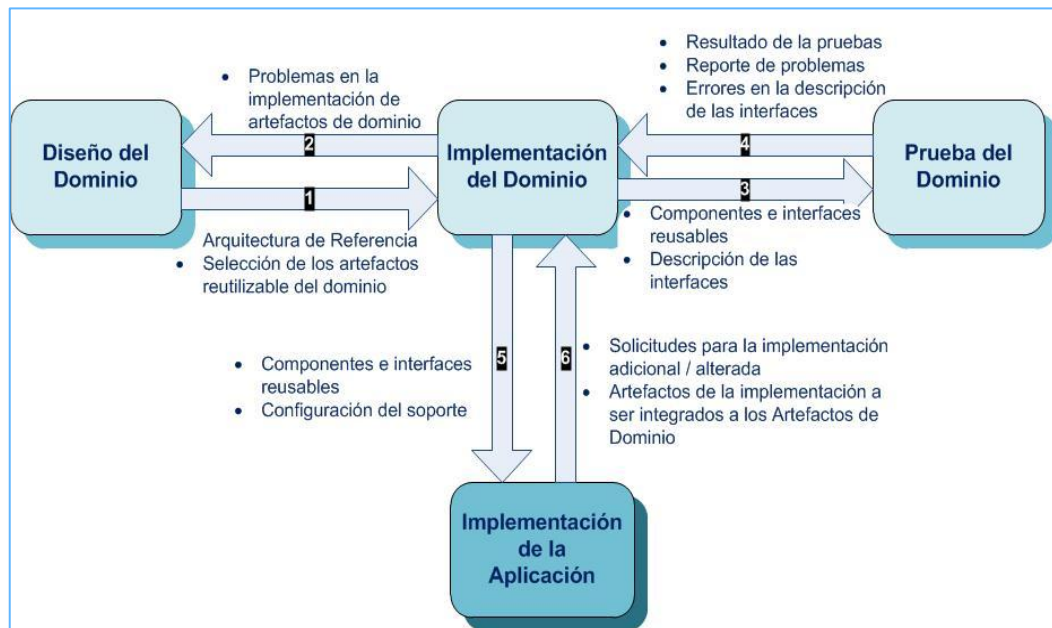 • Problemas en la
implementación de
artefactos de dominio
• Resultado de la pruebas
• Reporte de problemas
• Errores en la descripción
de las interfaces
Diseño del
Dominio
2
1
Implementación
del Dominio
4
3
Prueba del
Dominio
Arquitectura de Referencia
• Selección de los artefactos
reutilizable del dominio
• Componentes e interfaces
reusables
• Descripción de las
interfaces
• Componentes e interfaces
reusables
• Configuración del soporte
5
6
• Solicitudes para la implementación
adicional / alterada
• Artefactos de la implementación a
ser integrados a los Artefactos de
Dominio
Implementación
de la
Aplicación